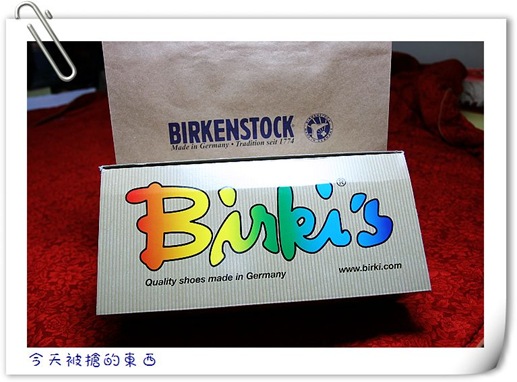 BIRKENSTOCK
Made in Germany • Tradition seit 1774
Birki's®
Quality shoes made in Germany
www.birki.com
今天被搶的東西